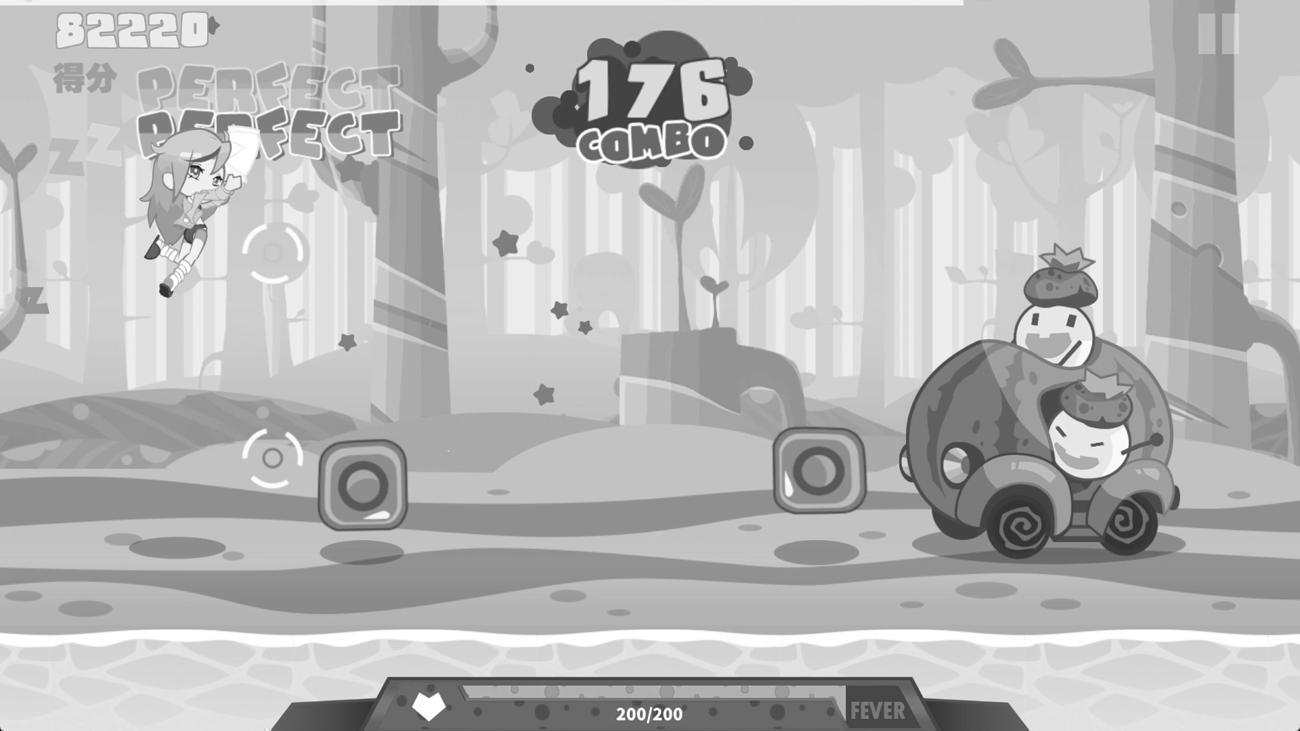 82220
得分
PERFECT
PERFECT
176
COMBO
z z
z
200/200
FEVER